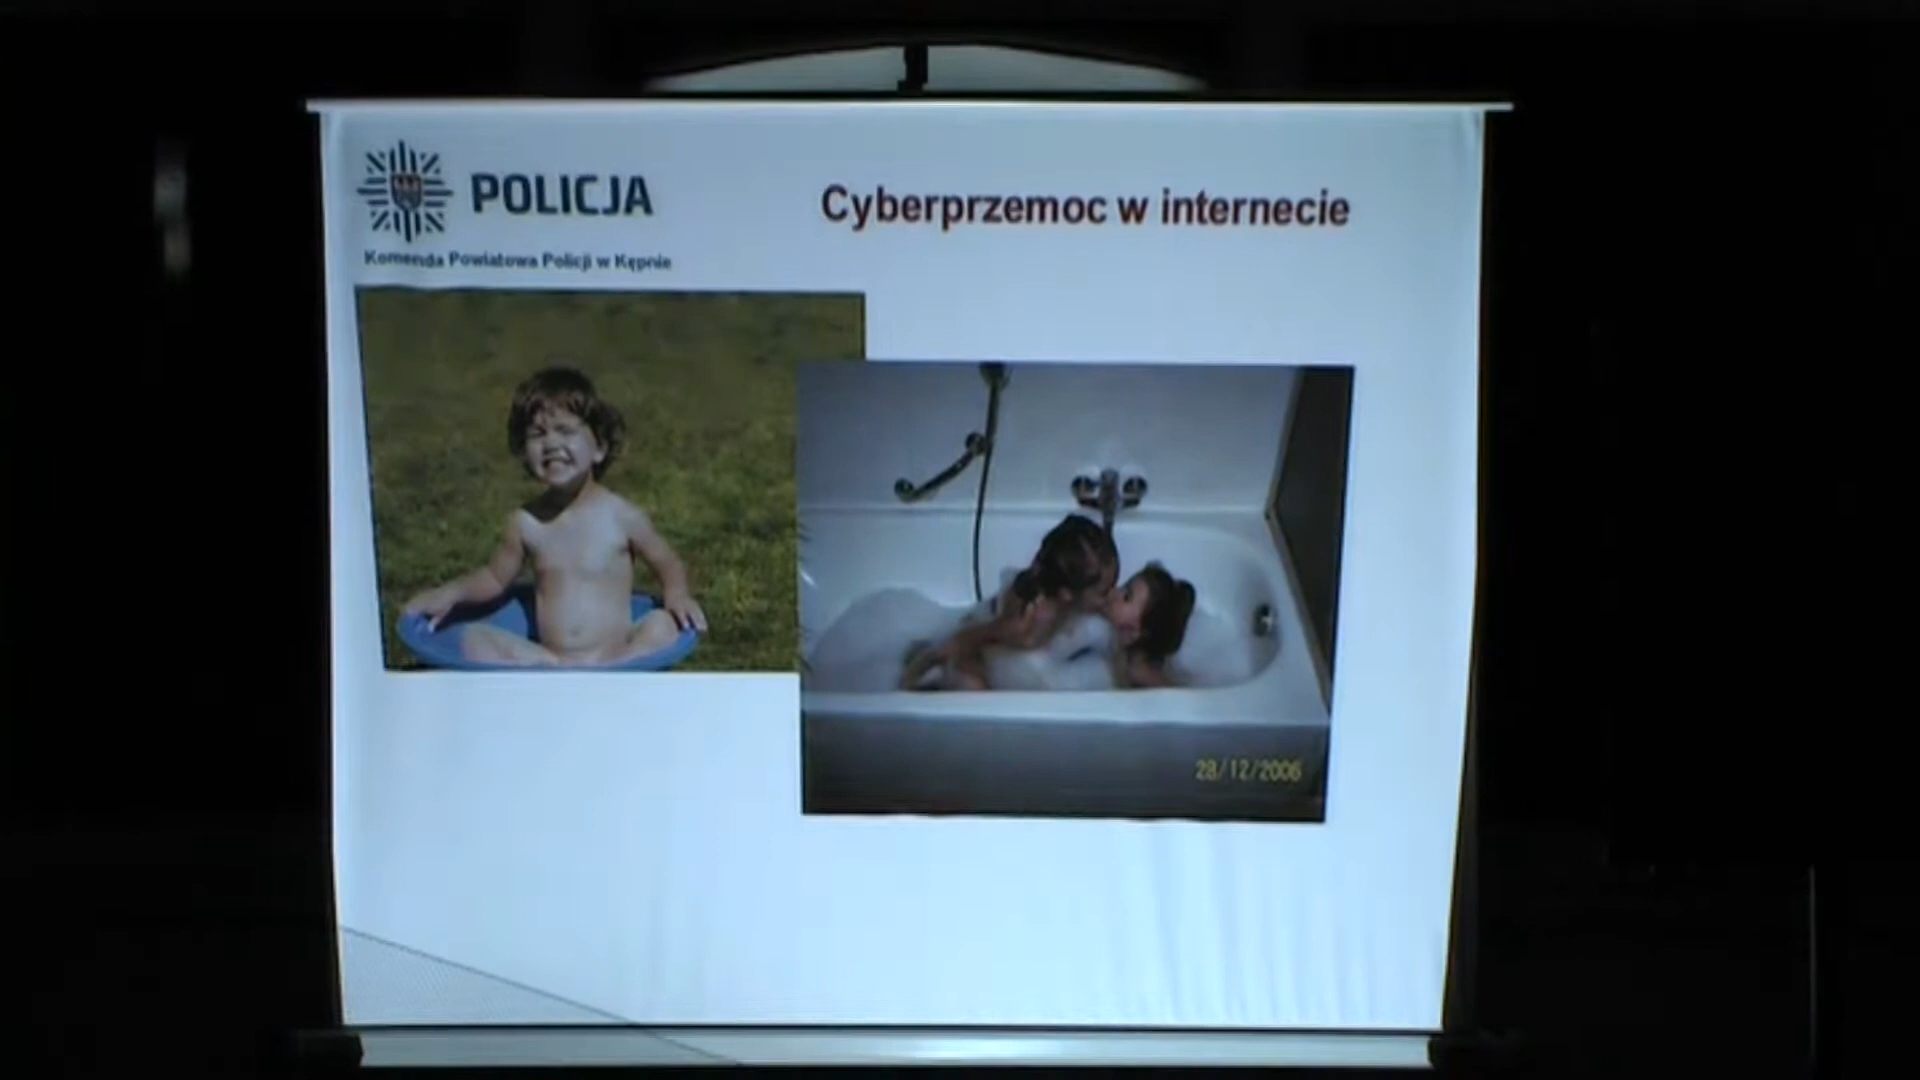 POLICJA
Komenda Powiatowa Policji w Kępnie
Cyberprzemoc w internecie
28/12/2006